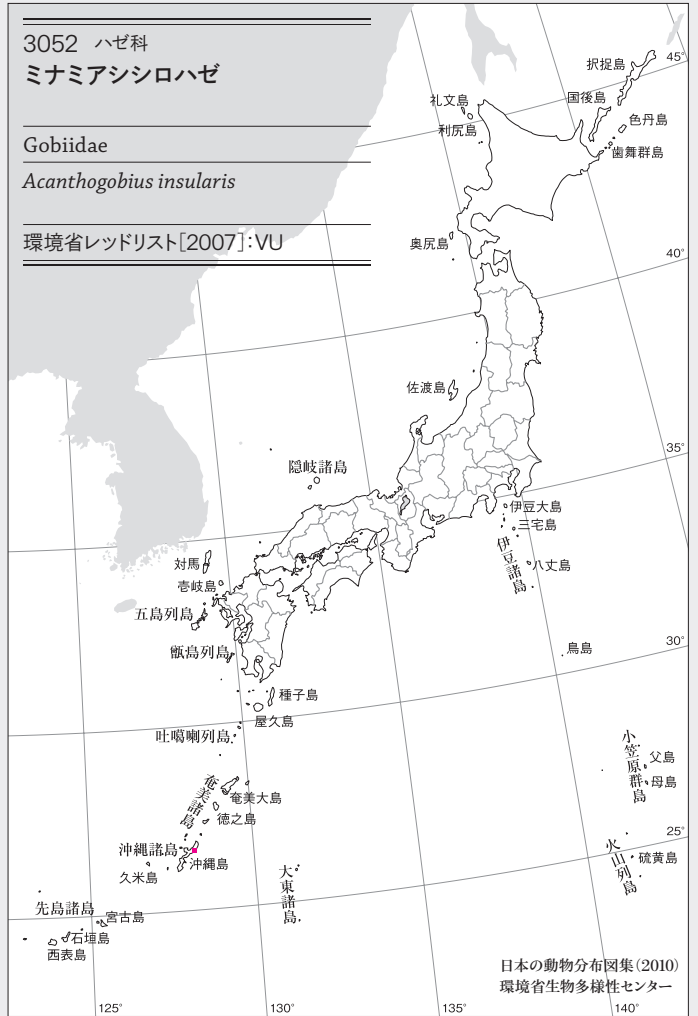 3052 ハゼ科
ミナミアシシロハゼ
Gobiidae
Acanthogobius insularis
環境省レッドリスト[2007]:VU
45°
択捉島
国後島
礼文島
色丹島
利尻島
歯舞群島
奥尻島
40°
佐渡島
35°
隠岐諸島
伊豆大島
三宅島
伊豆諸島
八丈島
対馬
壱岐島
五島列島
甑島列島
鳥島
30°
種子島
屋久島
吐噶喇列島
小笠原群島
父島
母島
奄美諸島
奄美大島
徳之島
25°
沖縄諸島
沖縄島
久米島
火山列島
硫黄島
大東諸島
先島諸島
宮古島
石垣島
西表島
日本の動物分布図集(2010)
環境省生物多様性センター
125°
130°
135°
140°